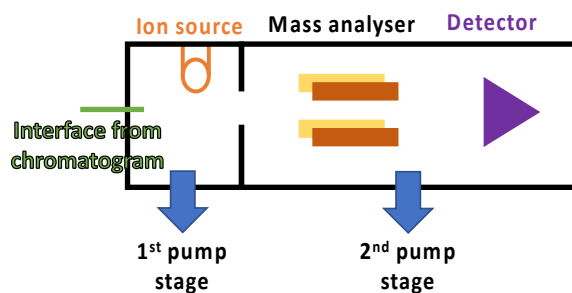 Ion source
Mass analyser
Detector
Interface from
chromatogram
1st pump
stage
2nd pump
stage